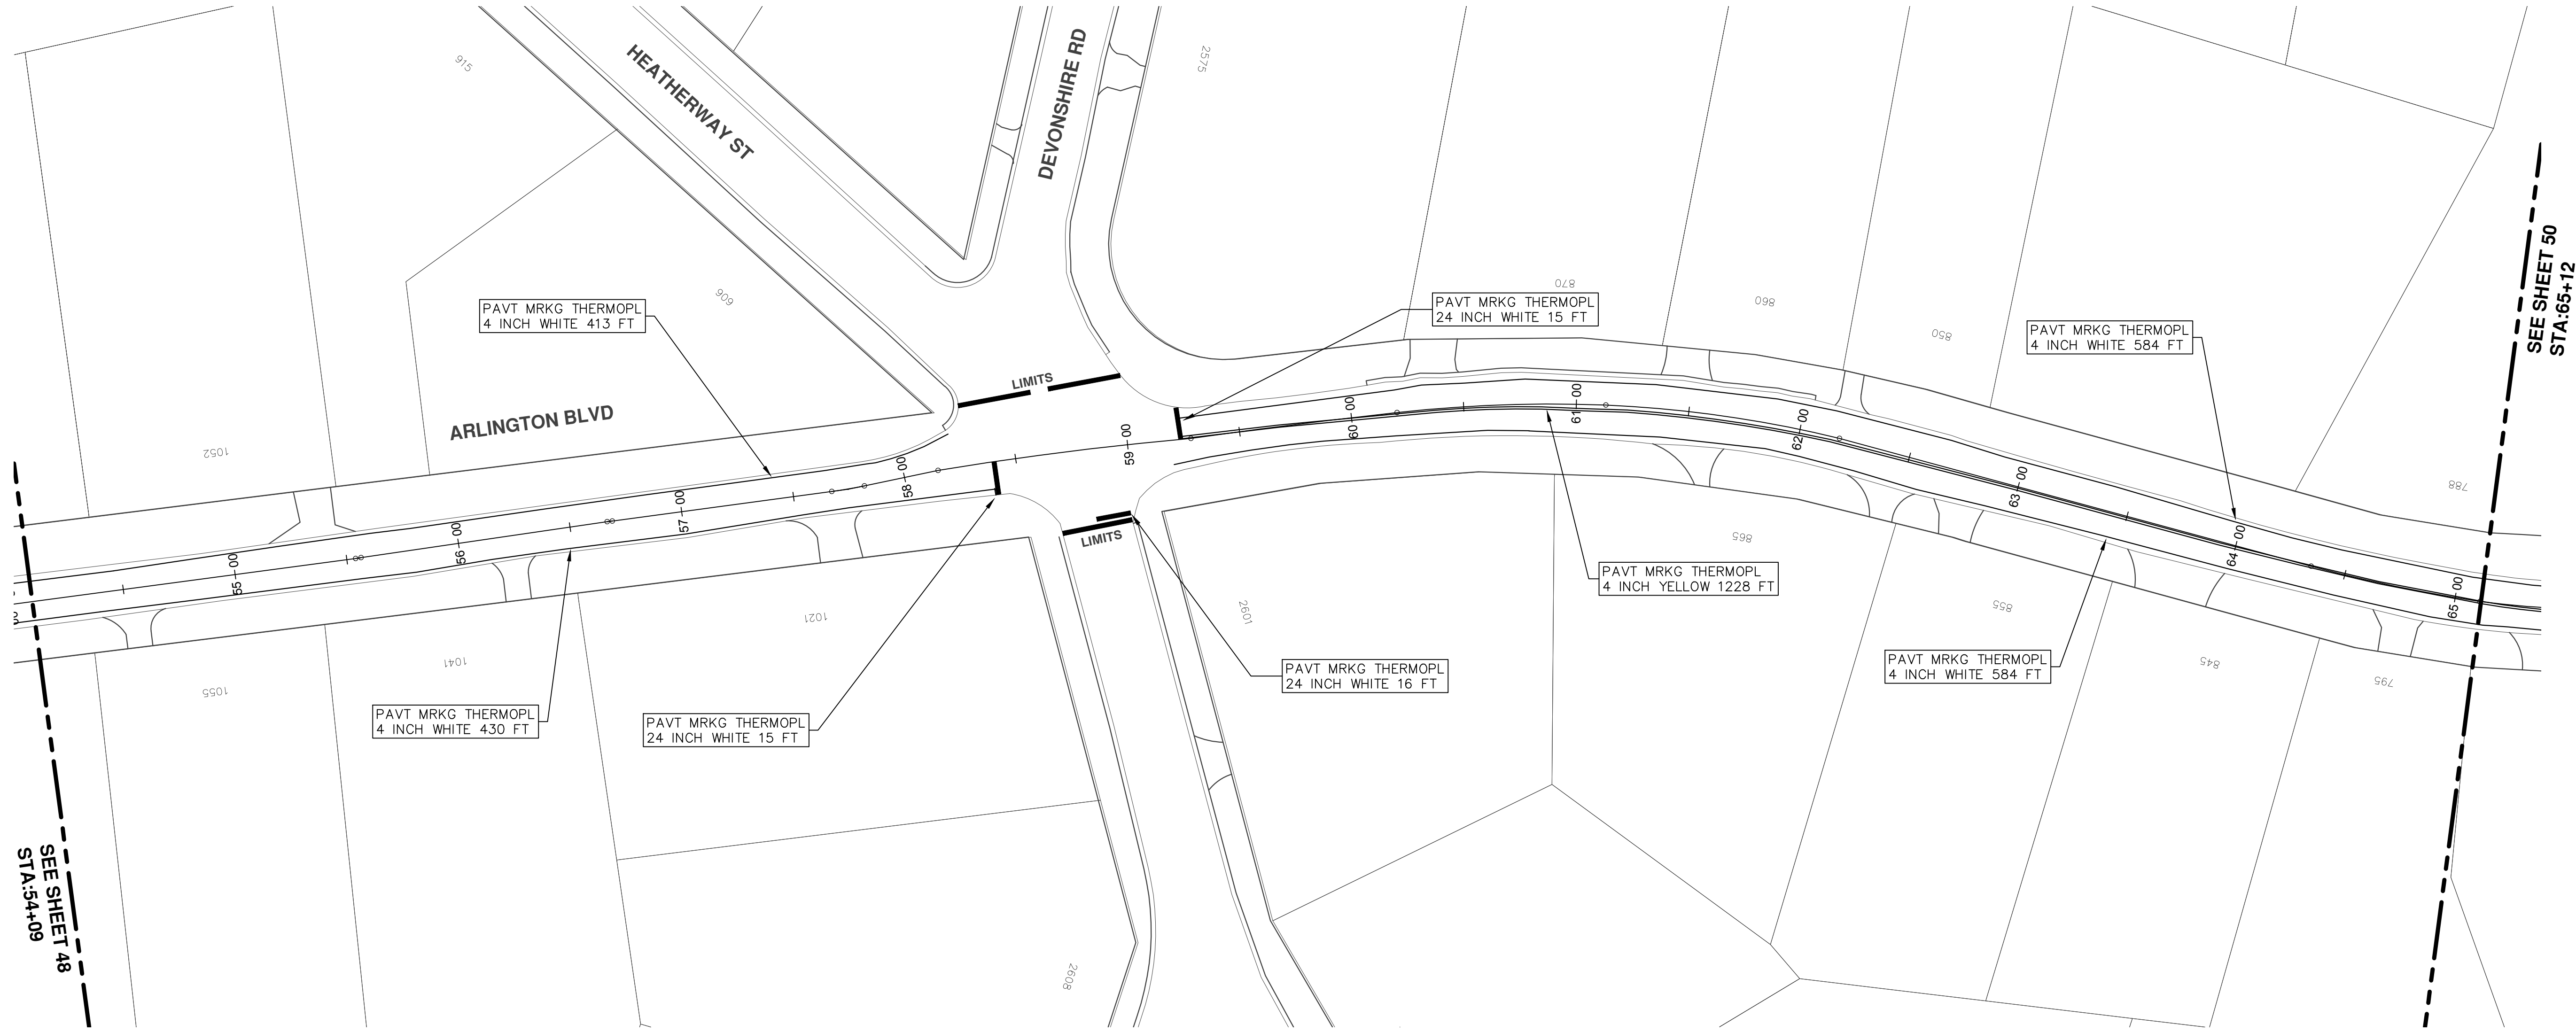 HEATHERWAY ST
DEVONSHIRE RD
ARLINGTON BLVD
915
2575
909
870
860
850
788
1052
1055
1041
1021
2601
2608
865
855
845
795
PAVT MRKG THERMOPL
4 INCH WHITE 413 FT
PAVT MRKG THERMOPL
24 INCH WHITE 15 FT
PAVT MRKG THERMOPL
4 INCH WHITE 584 FT
LIMITS
LIMITS
55+00
56+00
57+00
58+00
59+00
60+00
61+00
62+00
63+00
64+00
65+00
PAVT MRKG THERMOPL
4 INCH YELLOW 1228 FT
PAVT MRKG THERMOPL
24 INCH WHITE 16 FT
PAVT MRKG THERMOPL
4 INCH WHITE 584 FT
PAVT MRKG THERMOPL
4 INCH WHITE 430 FT
PAVT MRKG THERMOPL
24 INCH WHITE 15 FT
SEE SHEET 48
STA:54+09
SEE SHEET 50
STA:65+12